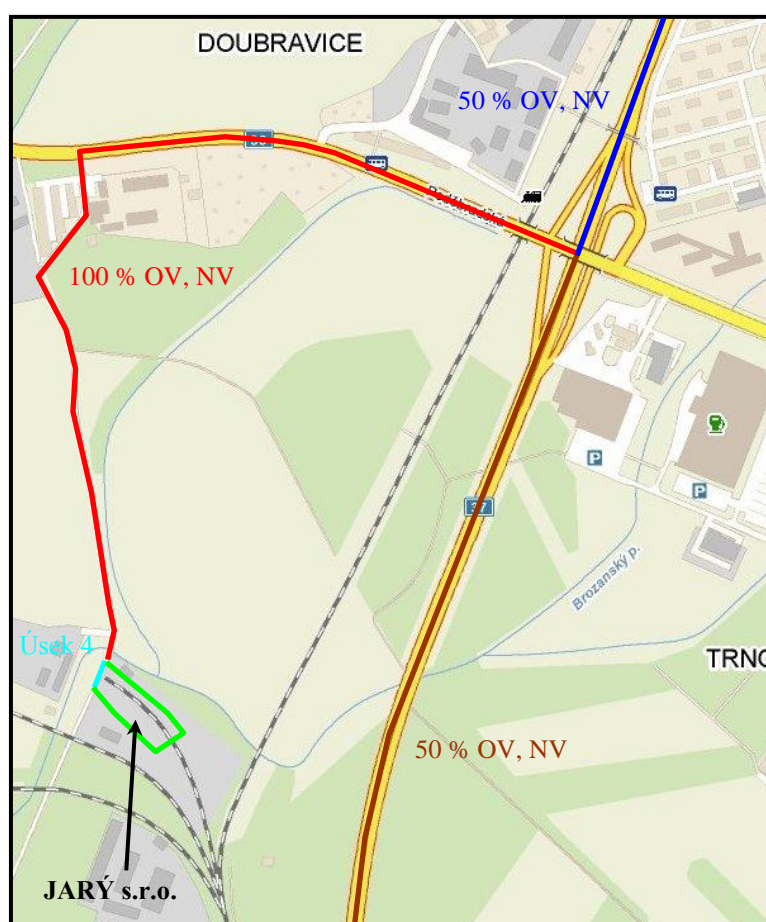 DOUBRAVICE
50 % OV, NV
100 % OV, NV
P
37
P
Brozanský p.
Úsek 4
TRNO
50 % OV, NV
JARÝ s.r.o.